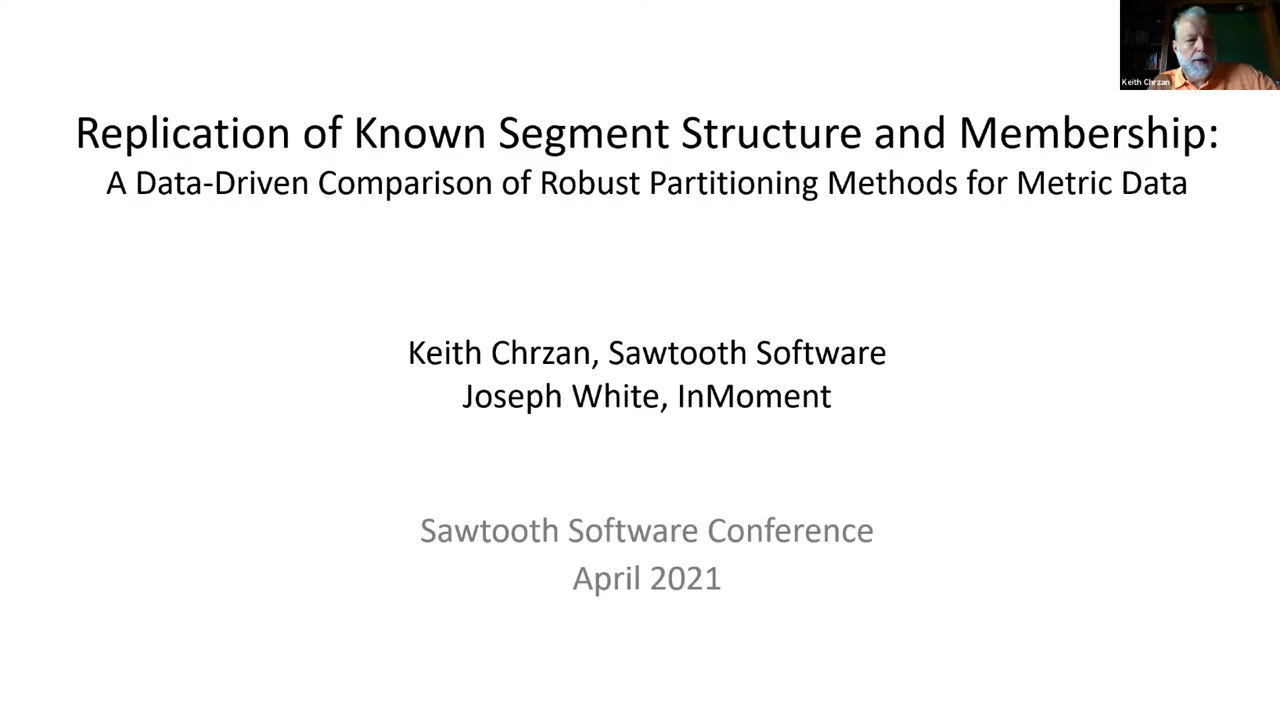 Keith Chrzan
Replication of Known Segment Structure and Membership:
A Data-Driven Comparison of Robust Partitioning Methods for Metric Data
Keith Chrzan, Sawtooth Software
Joseph White, InMoment
Sawtooth Software Conference
April 2021